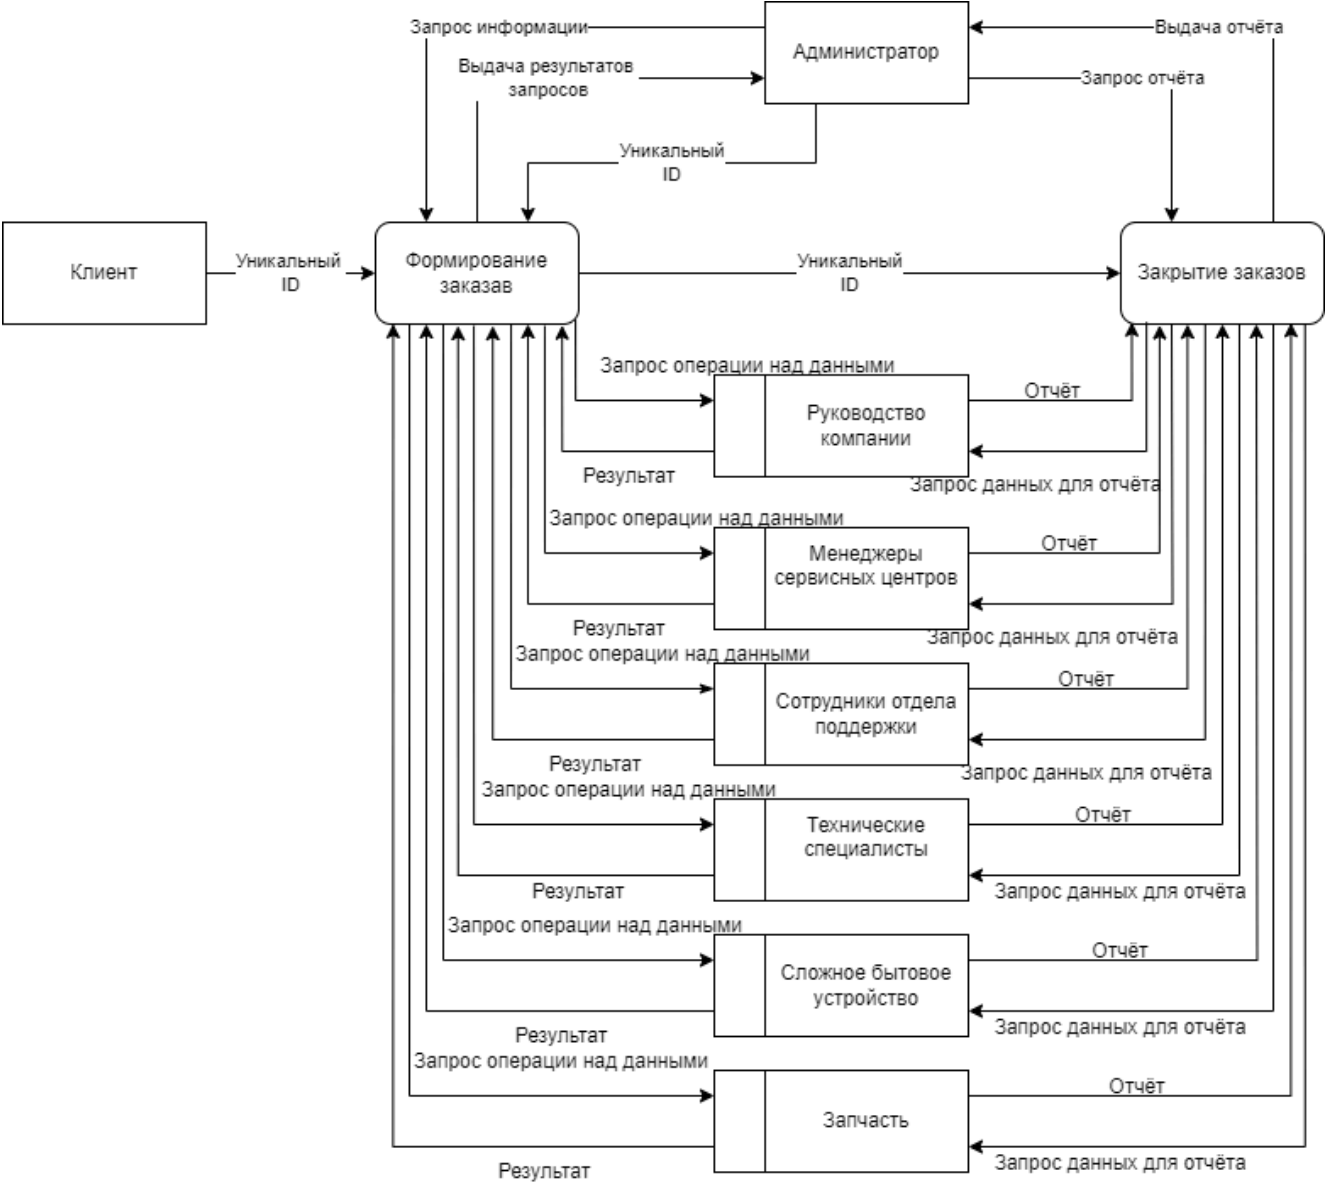 Запрос информации
Администратор
Выдача отчёта
Выдача результатов
запросов
Запрос отчёта
Уникальный
ID
Клиент
Уникальный
ID
Формирование
заказав
Уникальный
ID
Закрытие заказов
Запрос операции над данными
Руководство
компании
Отчёт
Результат
Запрос данных для отчёта
Запрос операции над данными
Менеджеры
сервисных центров
Отчёт
Результат
Запрос данных для отчёта
Запрос операции над данными
Сотрудники отдела
поддержки
Отчёт
Результат
Запрос данных для отчёта
Запрос операции над данными
Технические
специалисты
Отчёт
Результат
Запрос данных для отчёта
Запрос операции над данными
Сложное бытовое
устройство
Отчёт
Результат
Запрос данных для отчёта
Запрос операции над данными
Запчасть
Отчёт
Результат
Запрос данных для отчёта